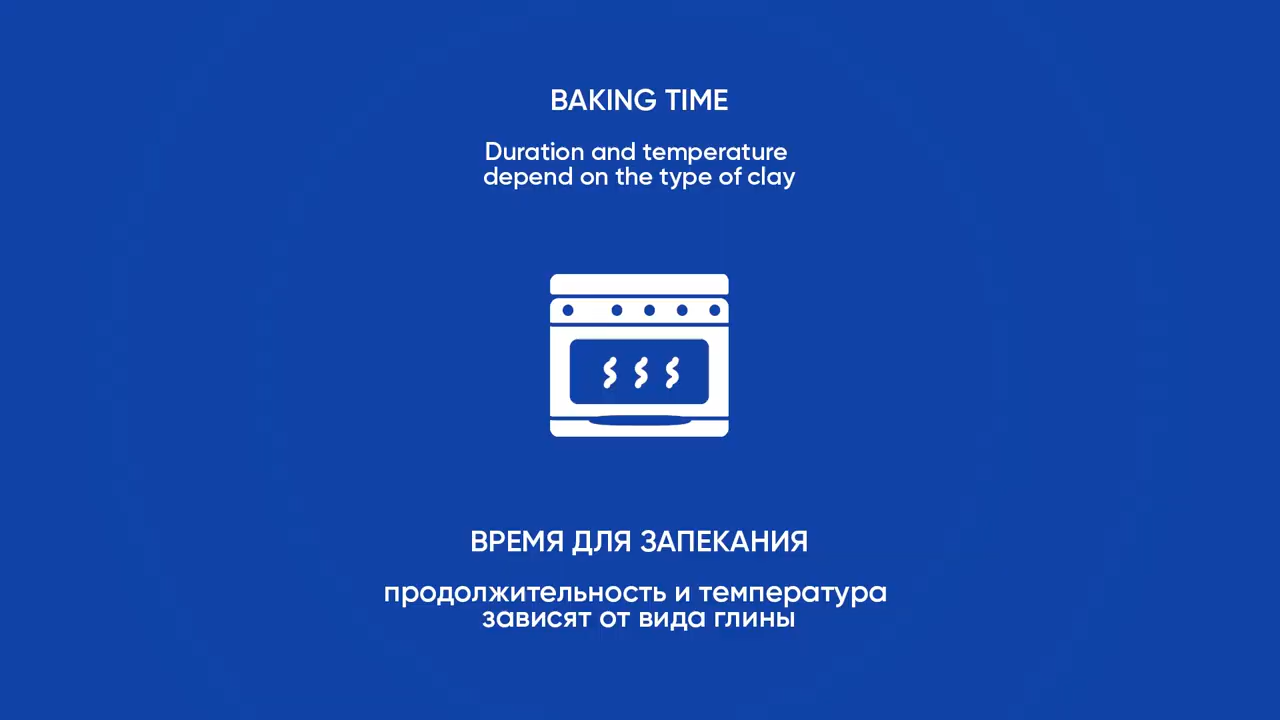 BAKING TIME
Duration and temperature
depend on the type of clay
ВРЕМЯ ДЛЯ ЗАПЕКАНИЯ
продолжительность и температура
зависят от вида глины